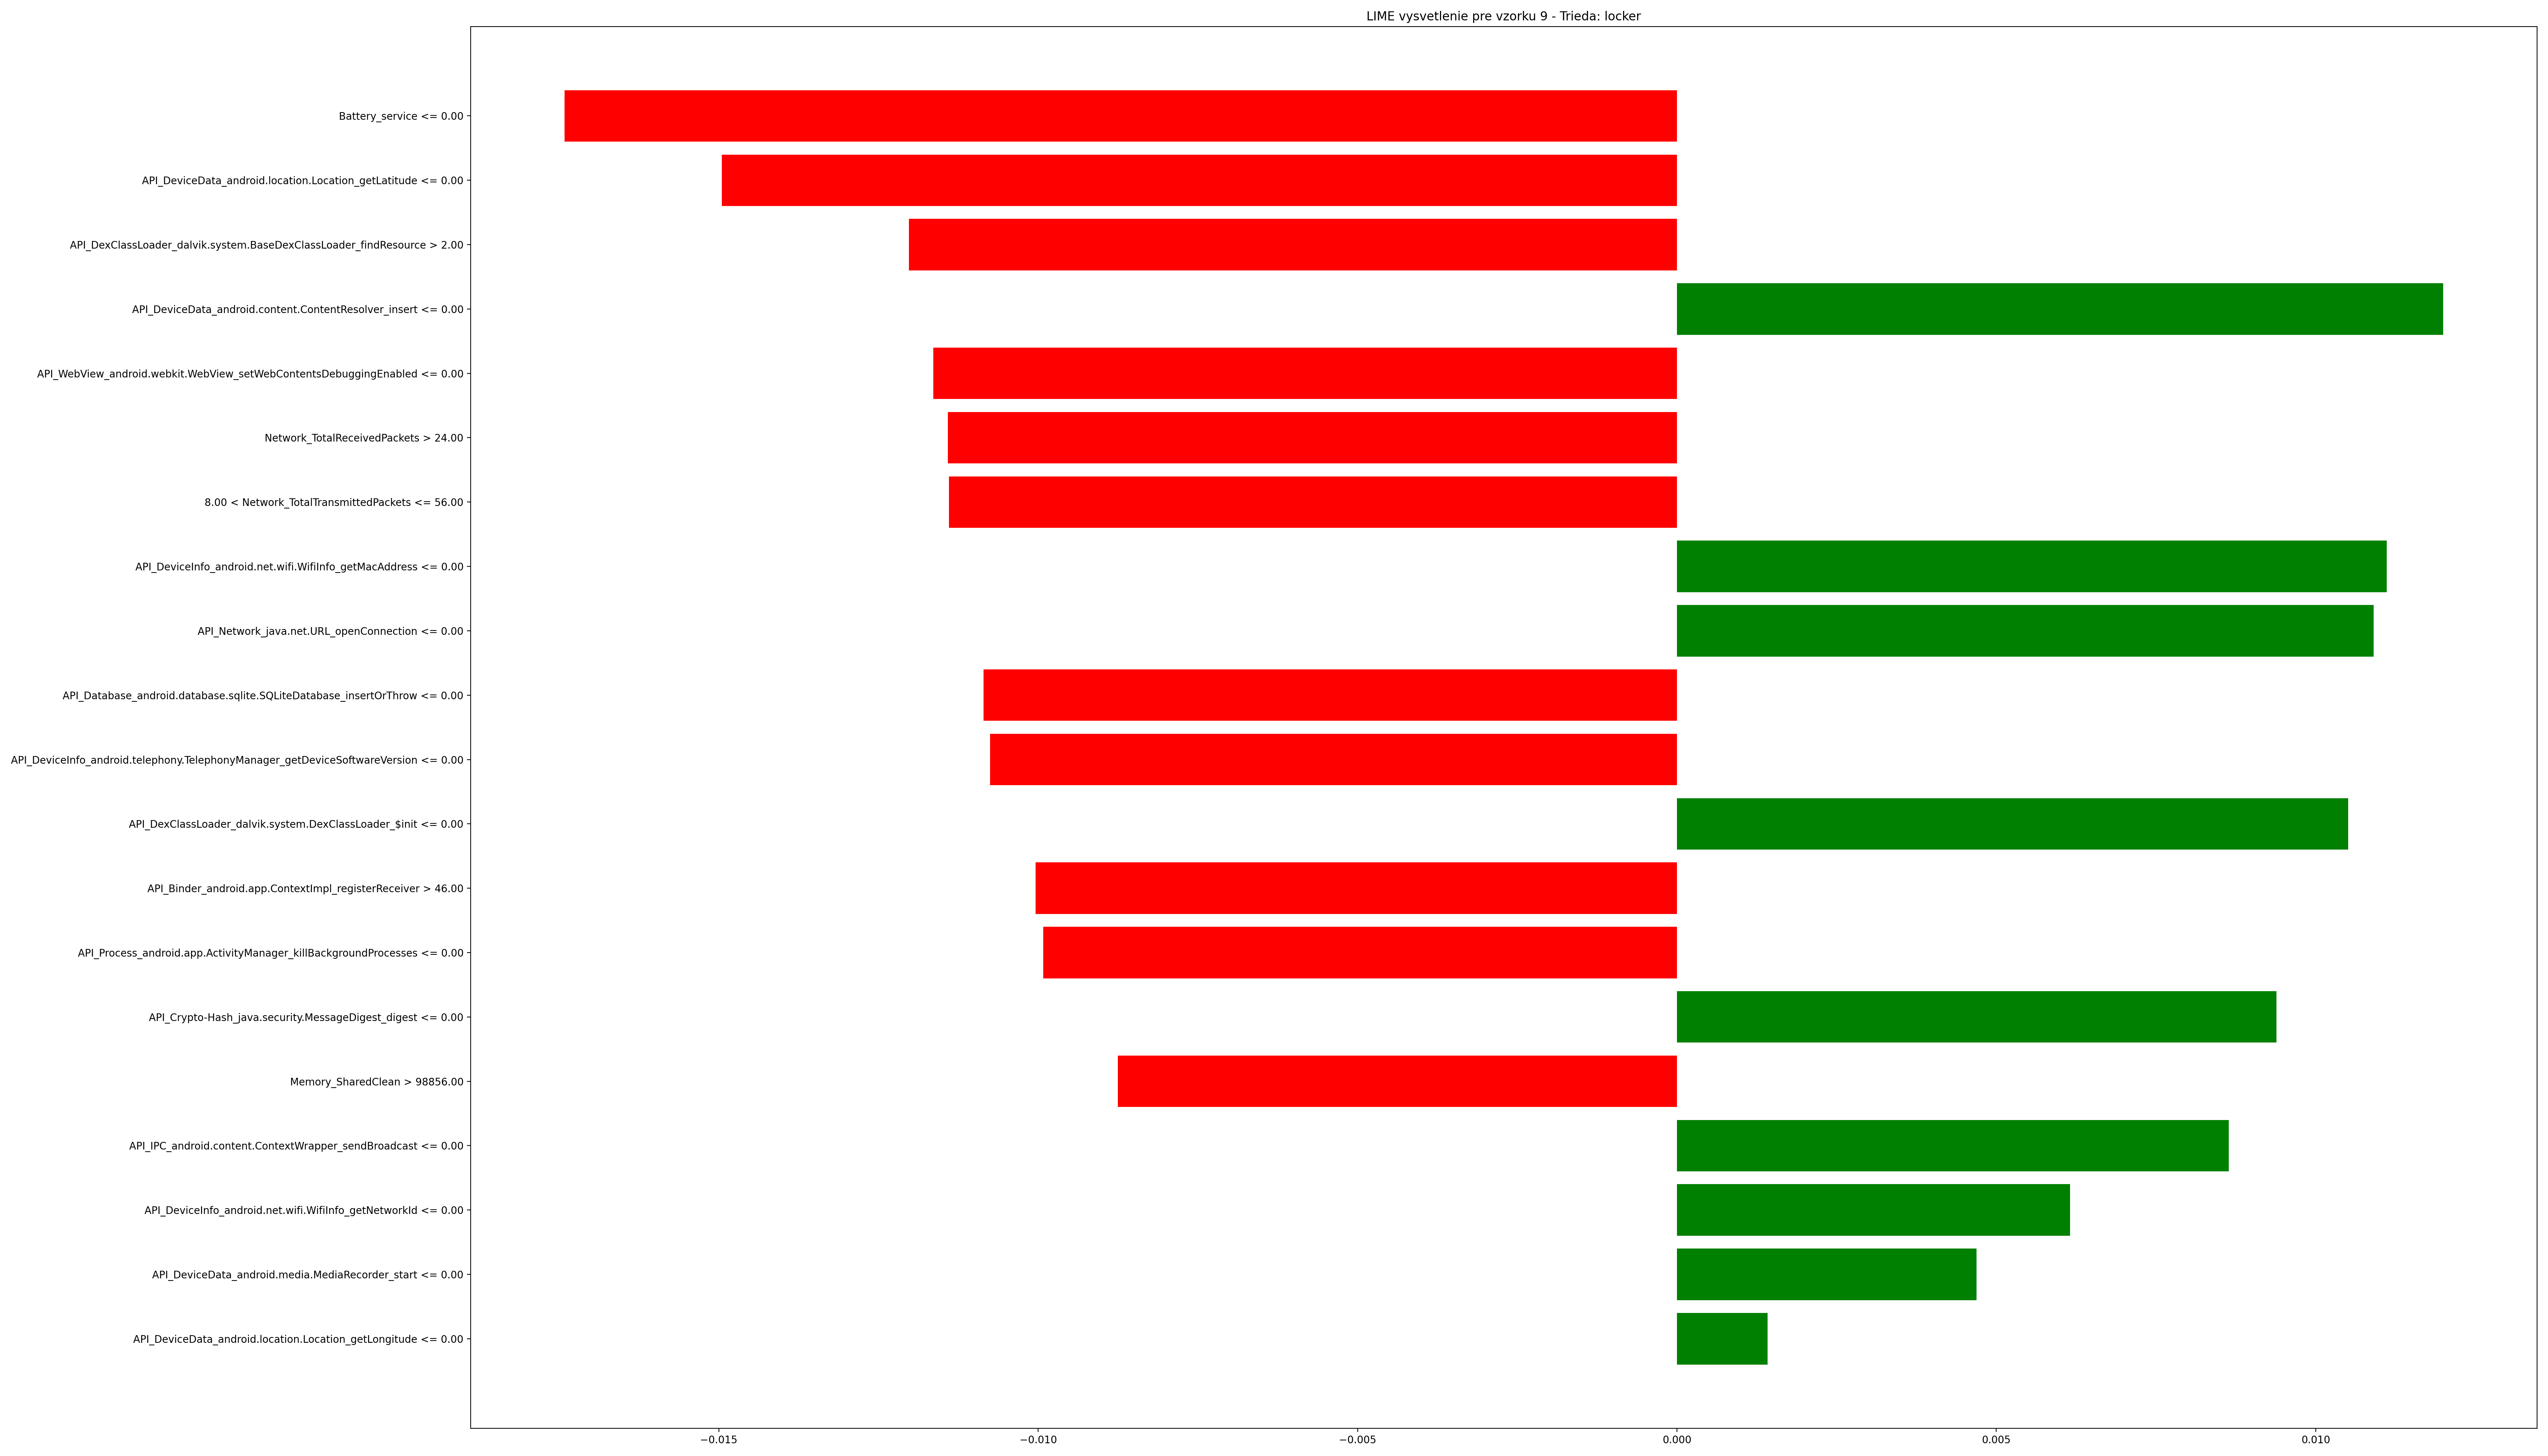 LIME vysvetlenie pre vzorku 9 - Trieda: locker
Battery_service <= 0.00
API_DeviceData_android.location.Location_getLatitude <= 0.00
API_DexClassLoader_dalvik.system.BaseDexClassLoader_findResource > 2.00
API_DeviceData_android.content.ContentResolver_insert <= 0.00
API_WebView_android.webkit.WebView_setWebContentsDebuggingEnabled <= 0.00
Network_TotalReceivedPackets > 24.00
8.00 < Network_TotalTransmittedPackets <= 56.00
API_DeviceInfo_android.net.wifi.WifiInfo_getMacAddress <= 0.00
API_Network_java.net.URL_openConnection <= 0.00
API_Database_android.database.sqlite.SQLiteDatabase_insertOrThrow <= 0.00
API_DeviceInfo_android.telephony.TelephonyManager_getDeviceSoftwareVersion <= 0.00
API_DexClassLoader_dalvik.system.DexClassLoader_$init <= 0.00
API_Binder_android.app.ContextImpl_registerReceiver > 46.00
API_Process_android.app.ActivityManager_killBackgroundProcesses <= 0.00
API_Crypto-Hash_java.security.MessageDigest_digest <= 0.00
Memory_SharedClean > 98856.00
API_IPC_android.content.ContextWrapper_sendBroadcast <= 0.00
API_DeviceInfo_android.net.wifi.WifiInfo_getNetworkId <= 0.00
API_DeviceData_android.media.MediaRecorder_start <= 0.00
API_DeviceData_android.location.Location_getLongitude <= 0.00
−0.015 −0.010 −0.005 0.000 0.005 0.010